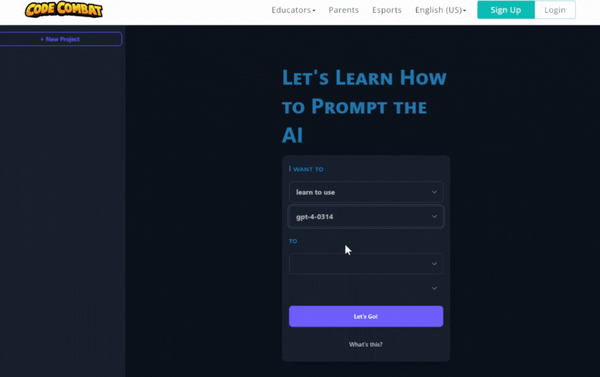 CODE COMBAT
Educators Parents Esports English (US) Sign Up Login
+ New Project
LET'S LEARN HOW
TO PROMPT THE
AI
I WANT TO
learn to use
gpt-4-0314
TO
Let's Go!
What's this?